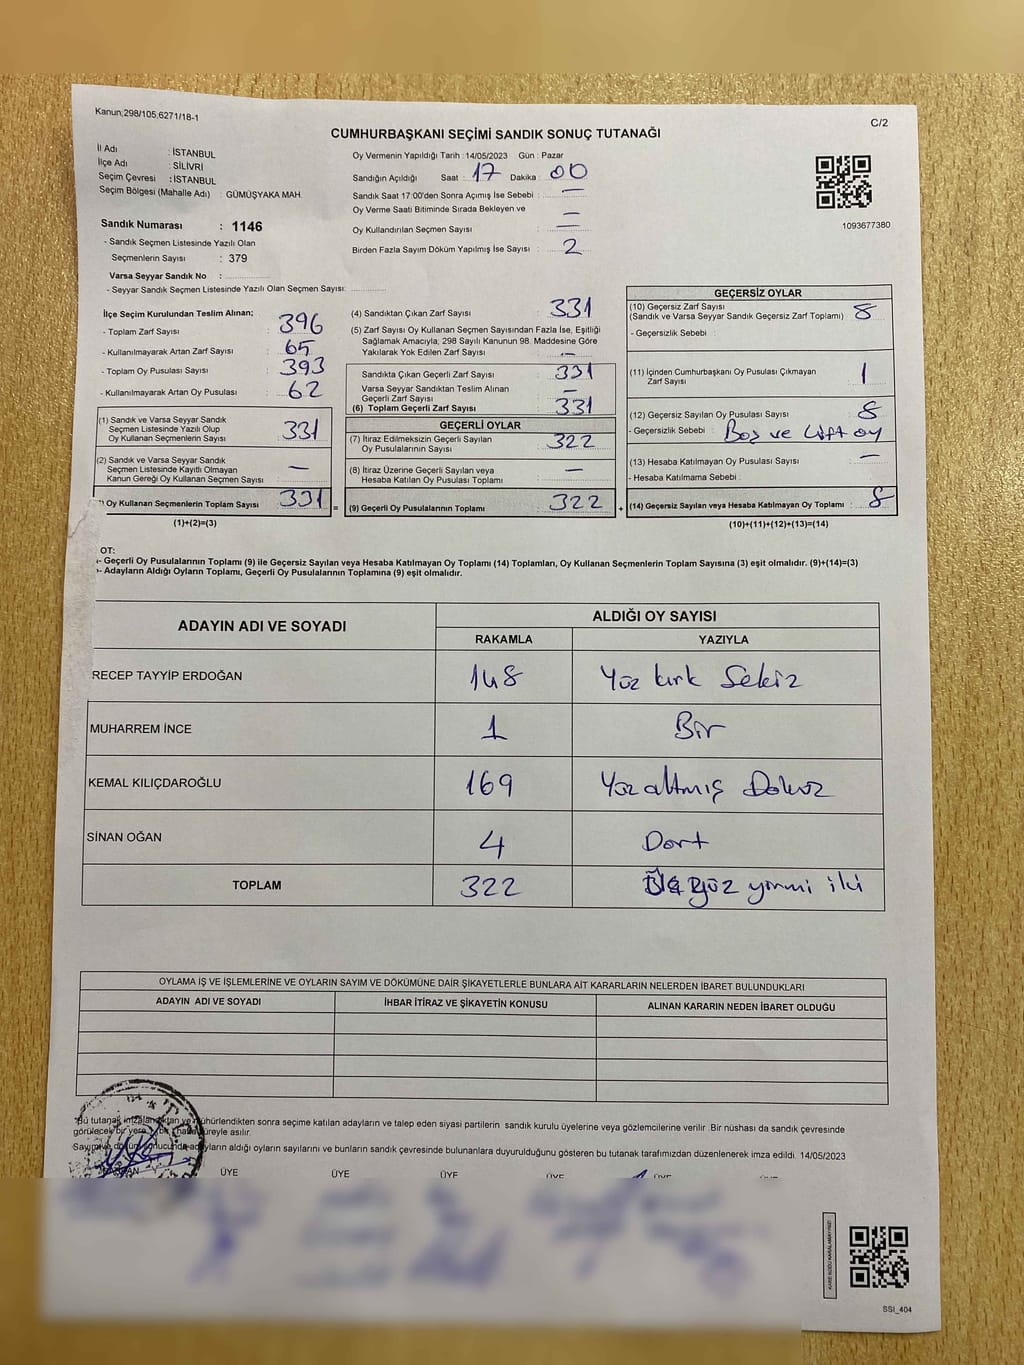 Kanun;298/105,6271/18-1
C/2
CUMHURBAŞKANI SEÇİMİ SANDIK SONUÇ TUTANAĞI
İl Adı : İSTANBUL
İlçe Adı : SİLİVRİ
Seçim Çevresi : İSTANBUL
Seçim Bölgesi (Mahalle Adı) : GÜMÜŞYAKA MAH.
Oy Vermenin Yapıldığı Tarih : 14/05/2023 Gün : Pazar
Sandığın Açıldığı Saat : 17 Dakika : 00
Sandık Saat 17:00'den Sonra Açımış İse Sebebi : —
Oy Verme Saati Bitiminde Sırada Bekleyen ve
Oy Kullandırılan Seçmen Sayısı : —
Birden Fazla Sayım Döküm Yapılmış İse Sayısı : 2
1093677380
Sandık Numarası : 1146
- Sandık Seçmen Listesinde Yazılı Olan
Seçmenlerin Sayısı : 379
Varsa Seyyar Sandık No :
- Seyyar Sandık Seçmen Listesinde Yazılı Olan Seçmen Sayısı:
İlçe Seçim Kurulundan Teslim Alınan;
- Toplam Zarf Sayısı : 396
- Kullanılmayarak Artan Zarf Sayısı : 65
- Toplam Oy Pusulası Sayısı : 393
- Kullanılmayarak Artan Oy Pusulası : 62
(1) Sandık ve Varsa Seyyar Sandık
Seçmen Listesinde Yazılı Olup
Oy Kullanan Seçmenlerin Sayısı : 331
(2) Sandık ve Varsa Seyyar Sandık
Seçmen Listesinde Kayıtlı Olmayan
Kanun Gereği Oy Kullanan Seçmen Sayısı : —
Oy Kullanan Seçmenlerin Toplam Sayısı : 331
(1)+(2)=(3)
(4) Sandıktan Çıkan Zarf Sayısı : 331
(5) Zarf Sayısı Oy Kullanan Seçmen Sayısından Fazla İse, Eşitliği
Sağlamak Amacıyla, 298 Sayılı Kanunun 98. Maddesine Göre
Yakılarak Yok Edilen Zarf Sayısı : —
Sandıkta Çıkan Geçerli Zarf Sayısı : 331
Varsa Seyyar Sandıktan Teslim Alınan
Geçerli Zarf Sayısı : —
(6) Toplam Geçerli Zarf Sayısı : 331
GEÇERLİ OYLAR
(7) İtiraz Edilmeksizin Geçerli Sayılan
Oy Pusulalarının Sayısı : 322
(8) İtiraz Üzerine Geçerli Sayılan veya
Hesaba Katılan Oy Pusulası Toplamı : —
= (9) Geçerli Oy Pusulalarının Toplamı : 322 +
GEÇERSİZ OYLAR
(10) Geçersiz Zarf Sayısı
(Sandık ve Varsa Seyyar Sandık Geçersiz Zarf Toplamı) : 8
- Geçersizlik Sebebi :
(11) İçinden Cumhurbaşkanı Oy Pusulası Çıkmayan
Zarf Sayısı : 1
(12) Geçersiz Sayılan Oy Pusulası Sayısı : 8
- Geçersizlik Sebebi : Boş ve Çift oy
(13) Hesaba Katılmayan Oy Pusulası Sayısı : —
- Hesaba Katılmama Sebebi :
(14) Geçersiz Sayılan veya Hesaba Katılmayan Oy Toplamı : 8
(10)+(11)+(12)+(13)=(14)
OT:
- Geçerli Oy Pusulalarının Toplamı (9) ile Geçersiz Sayılan veya Hesaba Katılmayan Oy Toplamı (14) Toplamları, Oy Kullanan Seçmenlerin Toplam Sayısına (3) eşit olmalıdır. (9)+(14)=(3)
- Adayların Aldığı Oyların Toplamı, Geçerli Oy Pusulalarının Toplamına (9) eşit olmalıdır.
ADAYIN ADI VE SOYADI
ALDIĞI OY SAYISI
RAKAMLA YAZIYLA
RECEP TAYYİP ERDOĞAN 148 Yüz kırk Sekiz
MUHARREM İNCE 1 Bir
KEMAL KILIÇDAROĞLU 169 Yüz altmış Dokuz
SİNAN OĞAN 4 Dört
TOPLAM 322 Üç yüz yirmi iki
OYLAMA İŞ VE İŞLEMLERİNE VE OYLARIN SAYIM VE DÖKÜMÜNE DAİR ŞİKAYETLERLE BUNLARA AİT KARARLARIN NELERDEN İBARET BULUNDUKLARI
ADAYIN ADI VE SOYADI İHBAR İTİRAZ VE ŞİKAYETİN KONUSU ALINAN KARARIN NEDEN İBARET OLDUĞU
Bu tutanak imzalandıktan ve mühürlendikten sonra seçime katılan adayların ve talep eden siyasi partilerin sandık kurulu üyelerine veya gözlemcilerine verilir. Bir nüshası da sandık çevresinde
görülecek bir yere bir hafta süreyle asılır.
Sayım ve döküm sonucunda adayların aldığı oyların sayılarını ve bunların sandık çevresinde bulunanlara duyurulduğunu gösteren bu tutanak tarafımızdan düzenlenerek imza edildi. 14/05/2023
ÜYE ÜYE ÜYE ÜYE ÜYE
KARE KODU KARALAMAYINIZ!
SSI_404